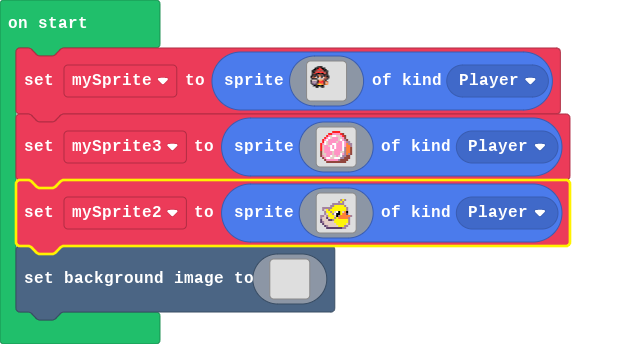 on start
set mySprite to sprite of kind Player
set mySprite3 to sprite of kind Player
set mySprite2 to sprite of kind Player
set background image to